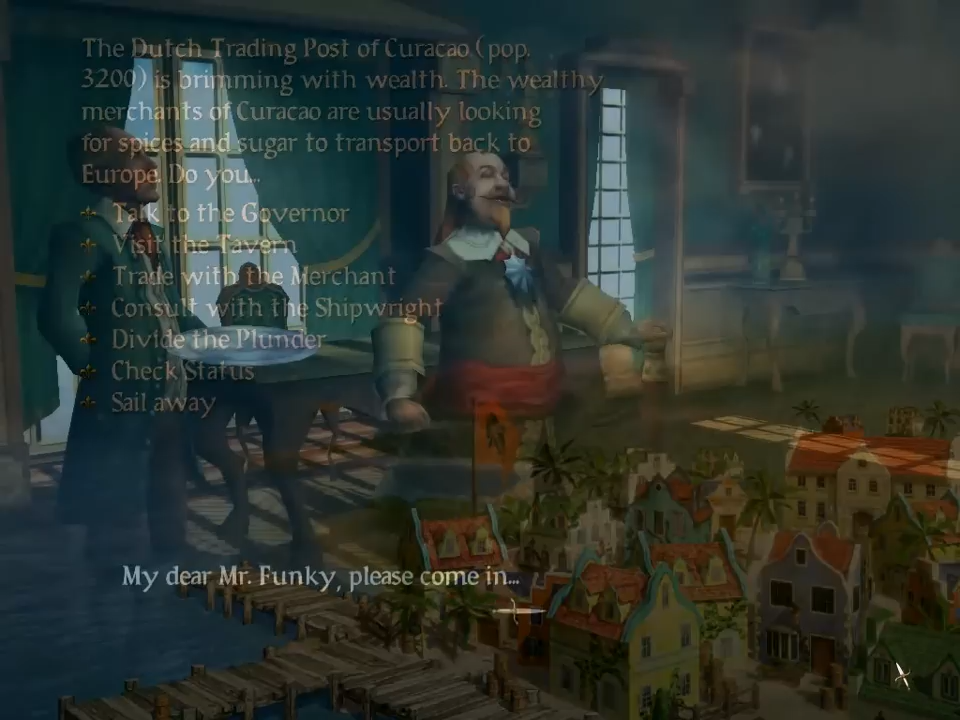 The Dutch Trading Post of Curacao (pop.
3200) is brimming with wealth. The wealthy
merchants of Curacao are usually looking
for spices and sugar to transport back to
Europe. Do you...
Talk to the Governor
Visit the Tavern
Trade with the Merchant
Consult with the Shipwright
Divide the Plunder
Check Status
Sail away
My dear Mr. Funky, please come in...